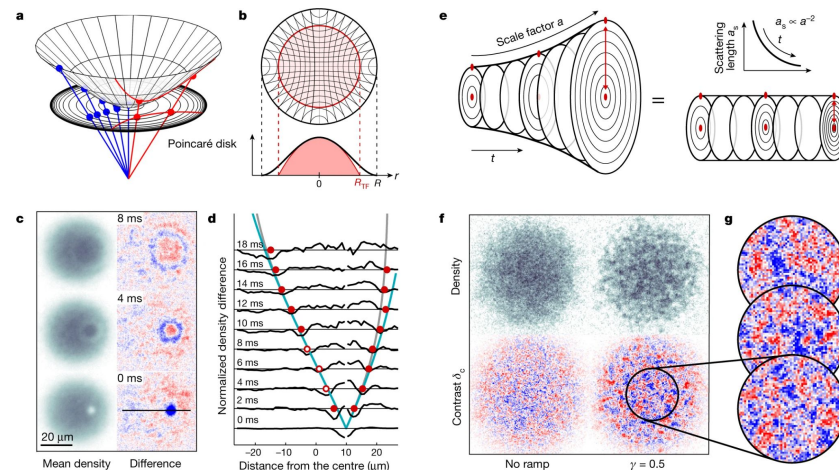 a
Poincaré disk
b
0
R_TF
R
r
c
8 ms
4 ms
0 ms
20 μm
Mean density
Difference
d
Normalized density difference
18 ms
16 ms
14 ms
12 ms
10 ms
8 ms
6 ms
4 ms
2 ms
0 ms
−20
−10
0
10
20
Distance from the centre (μm)
e
Scale factor a
t
=
Scattering
length a_s
a_s ∝ a⁻²
t
f
Density
Contrast δ_c
No ramp
γ = 0.5
g